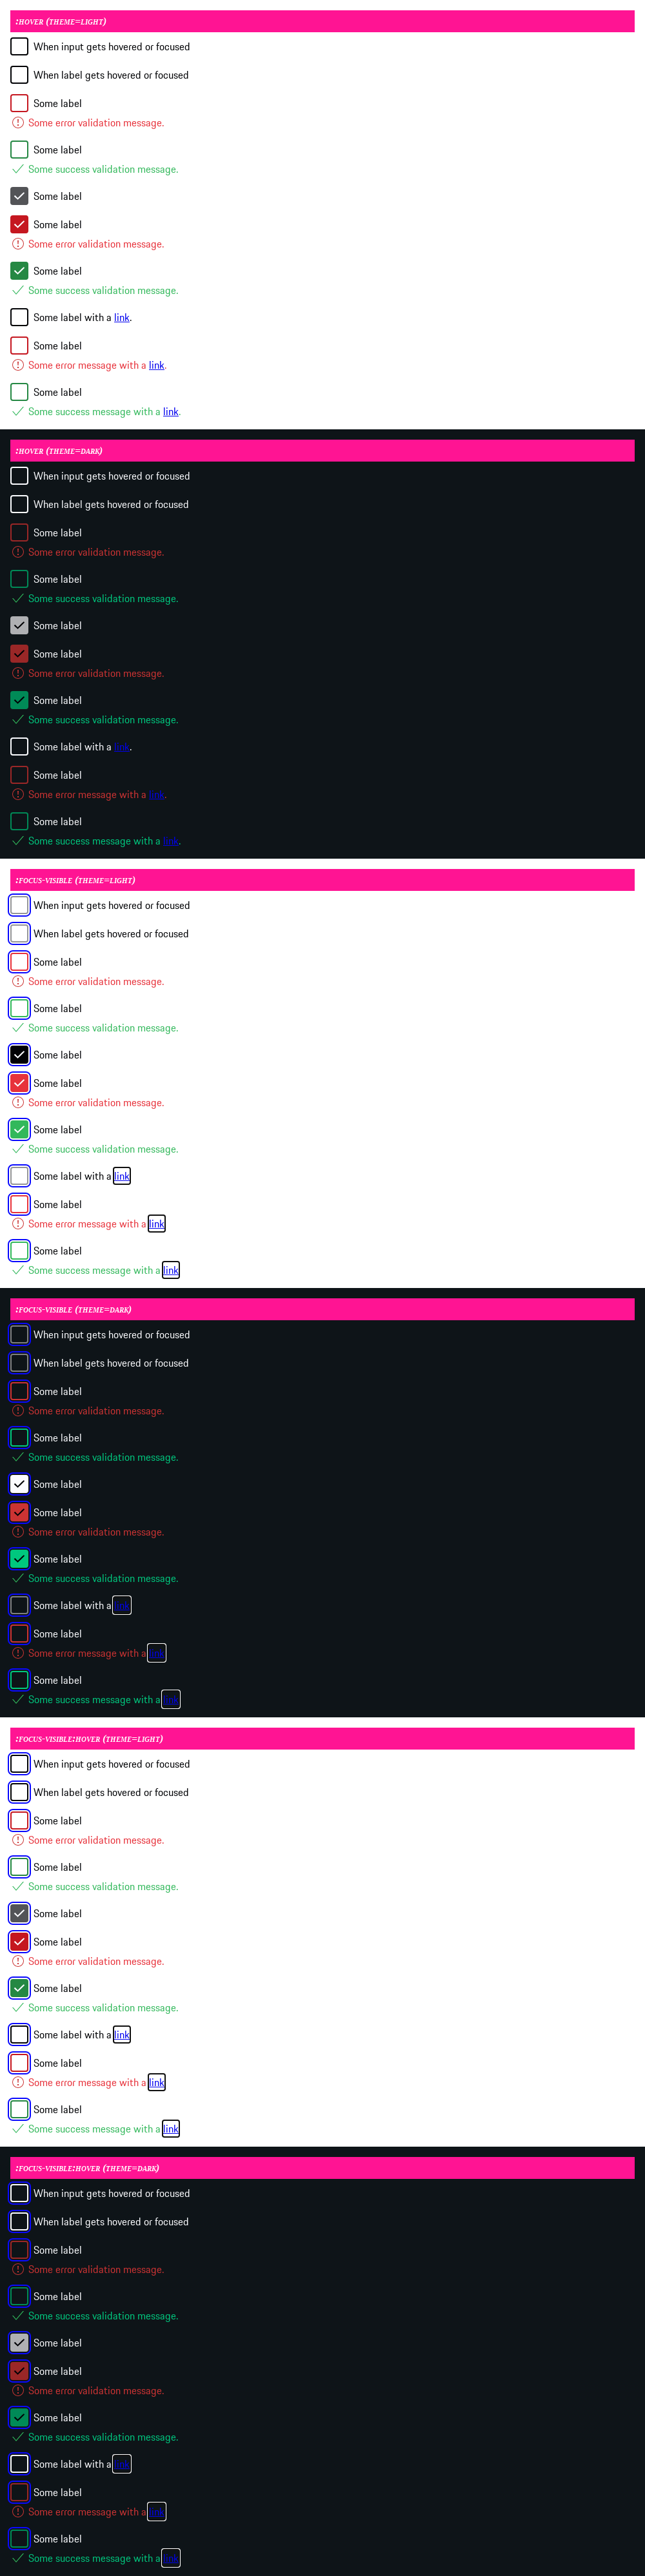 :HOVER (THEME=LIGHT)
When input gets hovered or focused
When label gets hovered or focused
Some label
Some error validation message.
Some label
Some success validation message.
Some label
Some label
Some error validation message.
Some label
Some success validation message.
Some label with a link.
Some label
Some error message with a link.
Some label
Some success message with a link.
:HOVER (THEME=DARK)
When input gets hovered or focused
When label gets hovered or focused
Some label
Some error validation message.
Some label
Some success validation message.
Some label
Some label
Some error validation message.
Some label
Some success validation message.
Some label with a link.
Some label
Some error message with a link.
Some label
Some success message with a link.
:FOCUS-VISIBLE (THEME=LIGHT)
When input gets hovered or focused
When label gets hovered or focused
Some label
Some error validation message.
Some label
Some success validation message.
Some label
Some label
Some error validation message.
Some label
Some success validation message.
Some label with a link
Some label
Some error message with a link
Some label
Some success message with a link
:FOCUS-VISIBLE (THEME=DARK)
When input gets hovered or focused
When label gets hovered or focused
Some label
Some error validation message.
Some label
Some success validation message.
Some label
Some label
Some error validation message.
Some label
Some success validation message.
Some label with a link
Some label
Some error message with a link
Some label
Some success message with a link
:FOCUS-VISIBLE:HOVER (THEME=LIGHT)
When input gets hovered or focused
When label gets hovered or focused
Some label
Some error validation message.
Some label
Some success validation message.
Some label
Some label
Some error validation message.
Some label
Some success validation message.
Some label with a link
Some label
Some error message with a link
Some label
Some success message with a link
:FOCUS-VISIBLE:HOVER (THEME=DARK)
When input gets hovered or focused
When label gets hovered or focused
Some label
Some error validation message.
Some label
Some success validation message.
Some label
Some label
Some error validation message.
Some label
Some success validation message.
Some label with a link
Some label
Some error message with a link
Some label
Some success message with a link